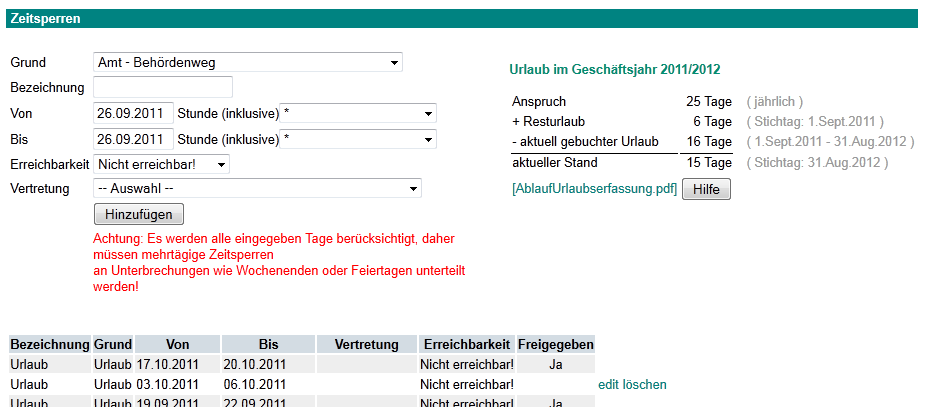 Zeitsperren
Grund Amt - Behördenweg
Bezeichnung
Von 26.09.2011 Stunde (inklusive) *
Bis 26.09.2011 Stunde (inklusive) *
Erreichbarkeit Nicht erreichbar!
Vertretung -- Auswahl --
Hinzufügen
Achtung: Es werden alle eingegeben Tage berücksichtigt, daher
müssen mehrtägige Zeitsperren
an Unterbrechungen wie Wochenenden oder Feiertagen unterteilt
werden!
Urlaub im Geschäftsjahr 2011/2012
Anspruch 25 Tage ( jährlich )
+ Resturlaub 6 Tage ( Stichtag: 1.Sept.2011 )
- aktuell gebuchter Urlaub 16 Tage ( 1.Sept.2011 - 31.Aug.2012 )
aktueller Stand 15 Tage ( Stichtag: 31.Aug.2012 )
[AblaufUrlaubserfassung.pdf] Hilfe
Bezeichnung Grund Von Bis Vertretung Erreichbarkeit Freigegeben
Urlaub Urlaub 17.10.2011 20.10.2011 Nicht erreichbar! Ja
Urlaub Urlaub 03.10.2011 06.10.2011 Nicht erreichbar! edit löschen
Urlaub Urlaub 19.09.2011 22.09.2011 Nicht erreichbar! Ja